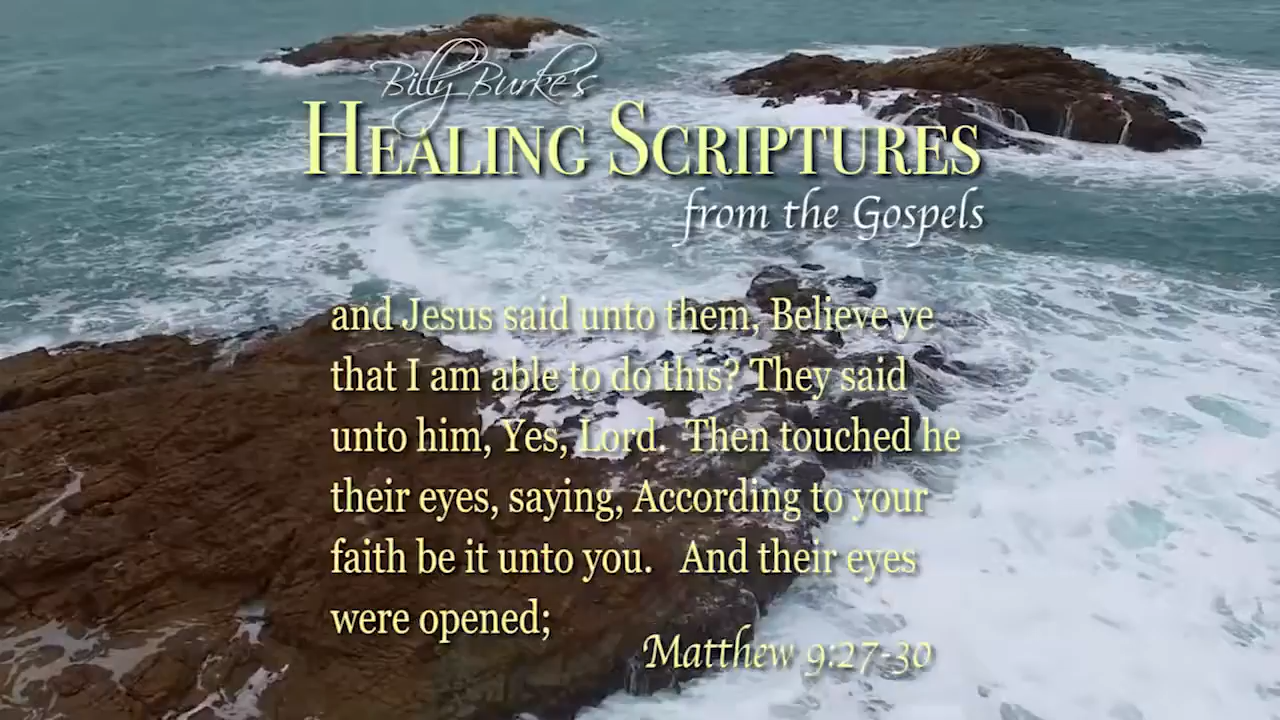 Billy Burke's
HEALING SCRIPTURES
from the Gospels
and Jesus said unto them, Believe ye
that I am able to do this? They said
unto him, Yes, Lord. Then touched he
their eyes, saying, According to your
faith be it unto you. And their eyes
were opened;
Matthew 9:27-30